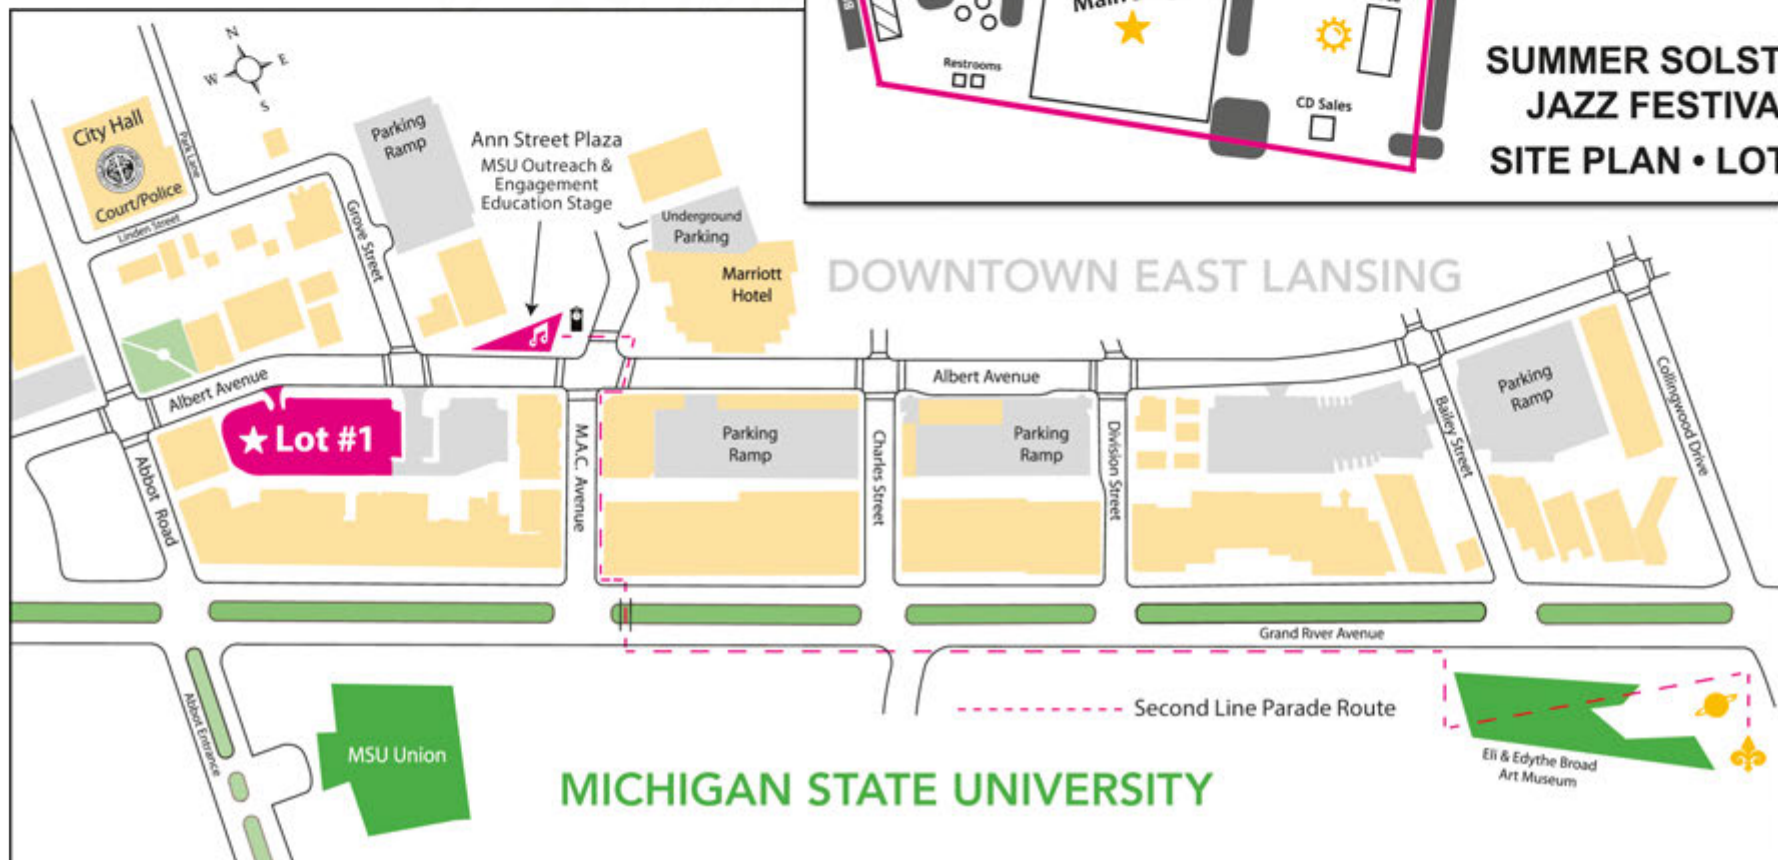 Restrooms
CD Sales
SUMMER SOLST
JAZZ FESTIVA
SITE PLAN • LOT
N
W
E
S
City Hall
Court/Police
Park Lane
Linden Street
Grove Street
Parking
Ramp
Ann Street Plaza
MSU Outreach &
Engagement
Education Stage
Underground
Parking
Marriott
Hotel
DOWNTOWN EAST LANSING
Albert Avenue
Albert Avenue
Lot #1
Abbot Road
M.A.C. Avenue
Parking
Ramp
Charles Street
Parking
Ramp
Division Street
Bailey Street
Parking
Ramp
Collingwood Drive
Grand River Avenue
Abbot Entrance
MSU Union
Second Line Parade Route
MICHIGAN STATE UNIVERSITY
Eli & Edythe Broad
Art Museum